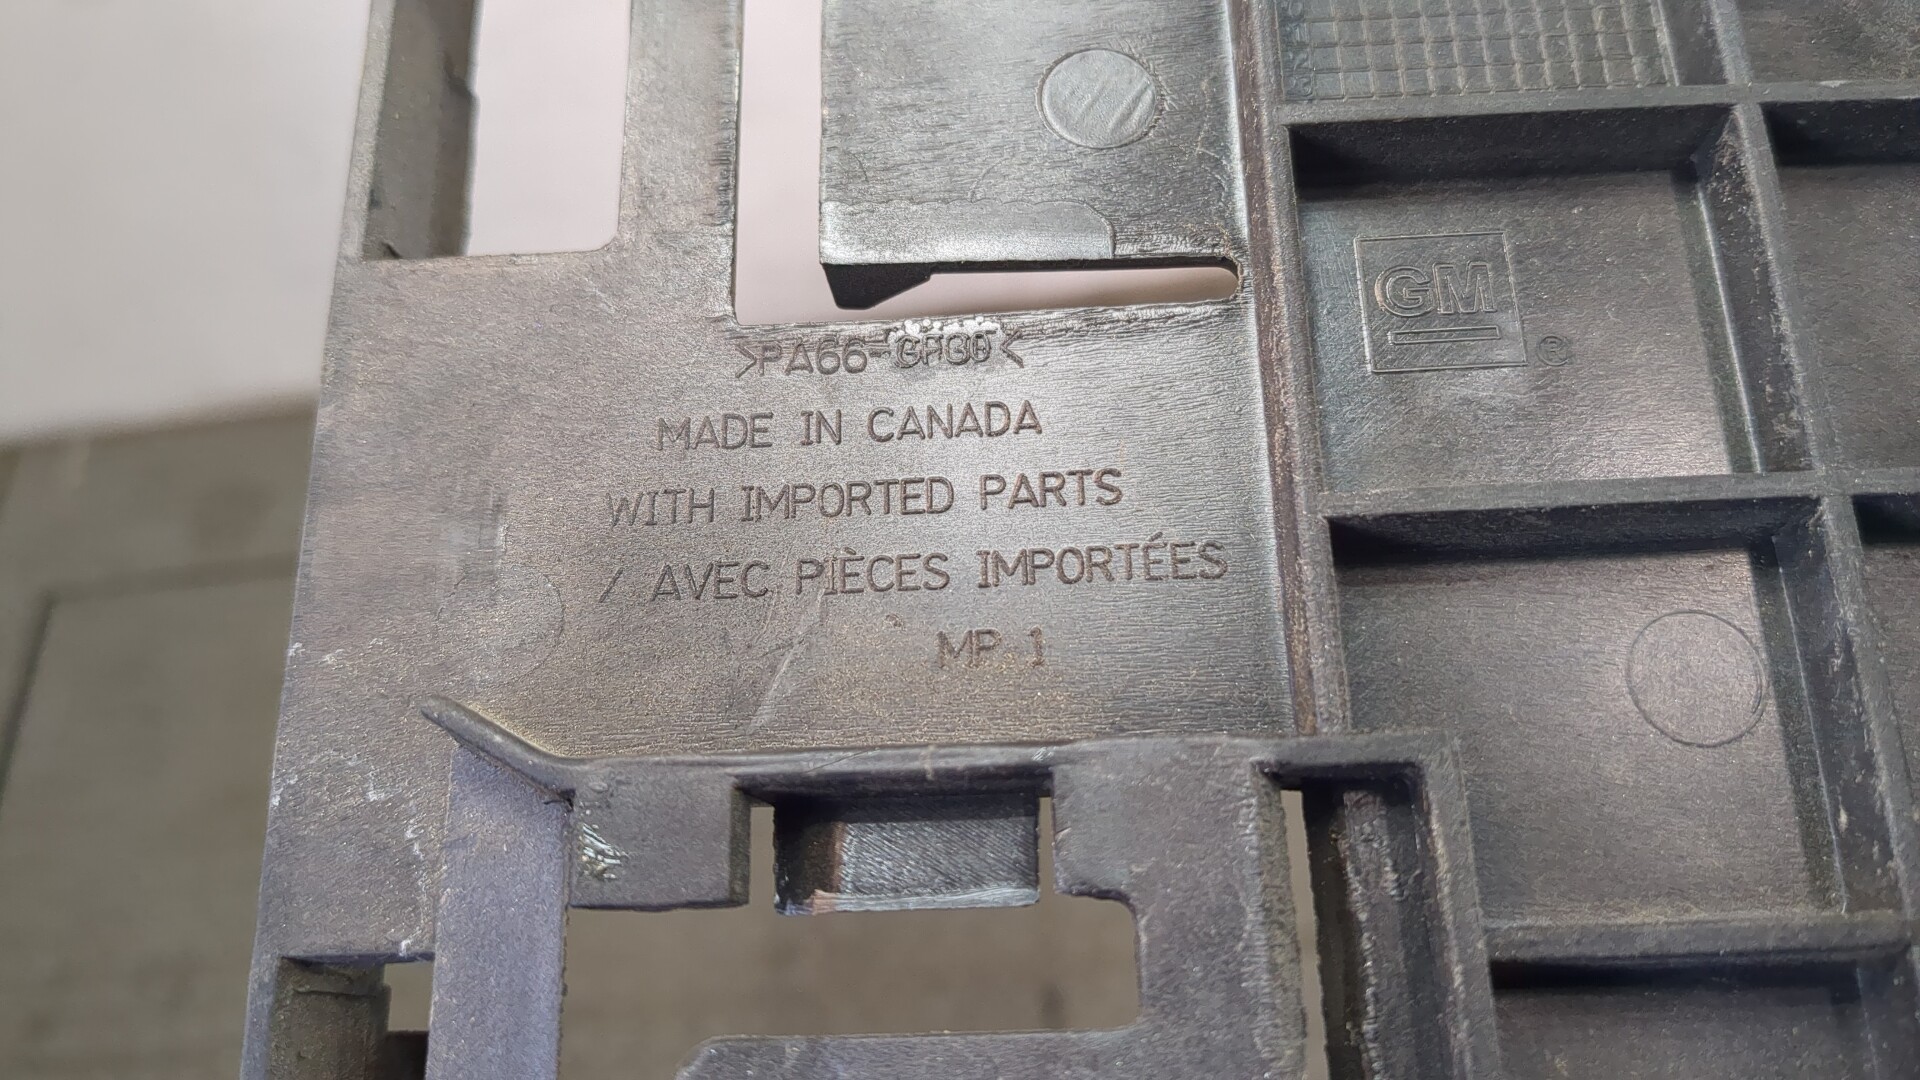 >PA66-GF30<
MADE IN CANADA
WITH IMPORTED PARTS
/ AVEC PIÈCES IMPORTÉES
MP 1
GM
®